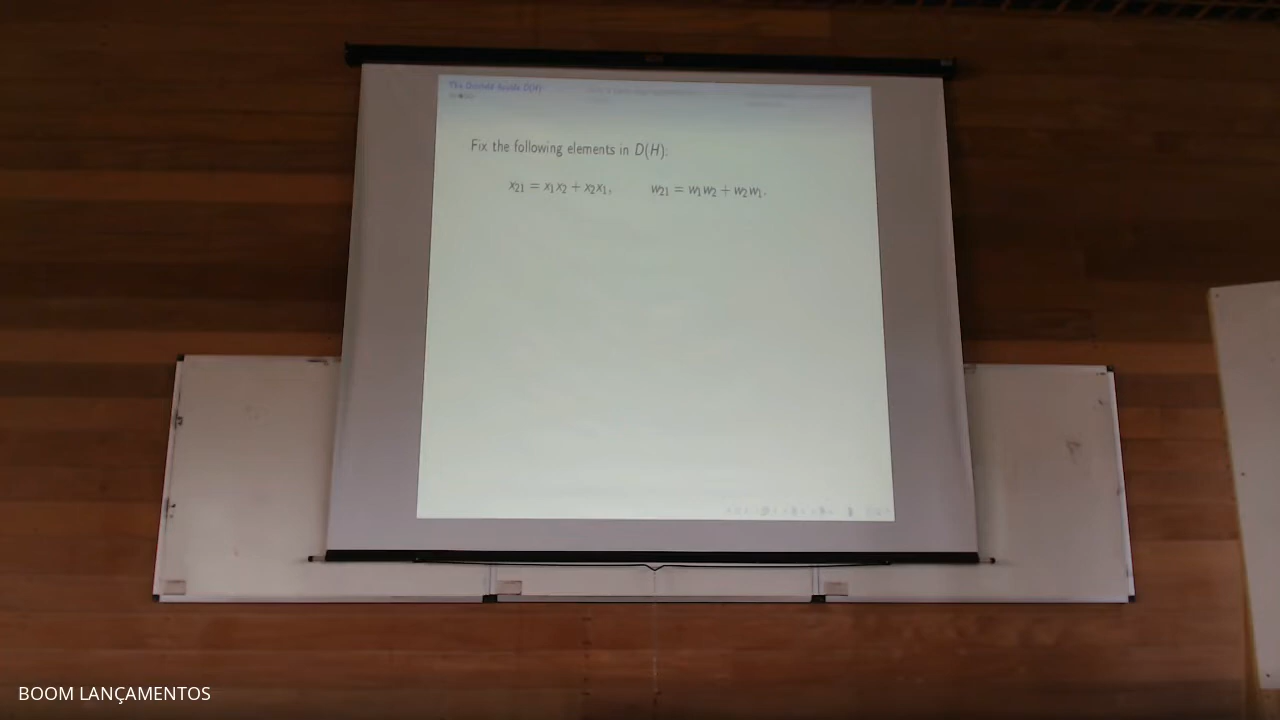 Fix the following elements in D(H).
x₂₁ = x₁x₂ + x₂x₁, w₂₁ = w₁w₂ + w₂w₁.
BOOM LANÇAMENTOS